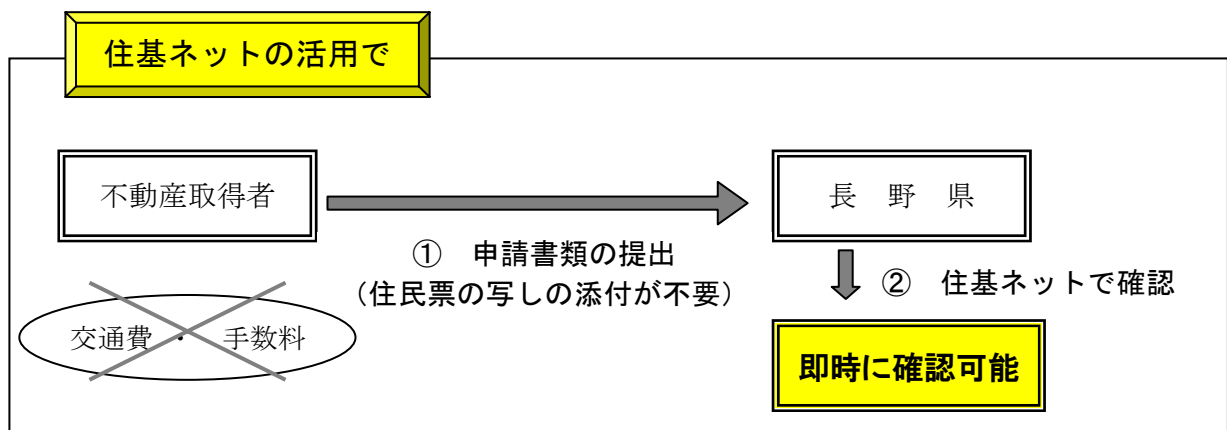 住基ネットの活用で
不動産取得者
長　野　県
①　申請書類の提出
（住民票の写しの添付が不要）
②　住基ネットで確認
交通費　・　手数料
即時に確認可能